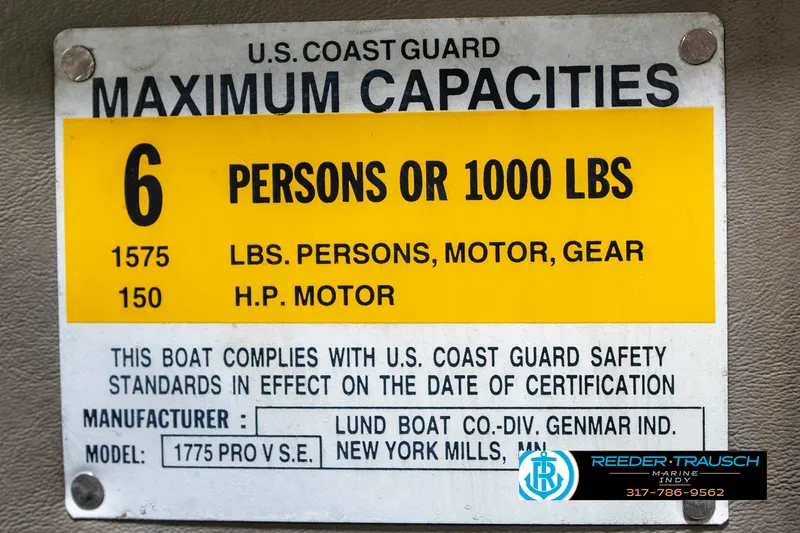 U.S. COAST GUARD
MAXIMUM CAPACITIES
6 PERSONS OR 1000 LBS
1575 LBS. PERSONS, MOTOR, GEAR
150 H.P. MOTOR
THIS BOAT COMPLIES WITH U.S. COAST GUARD SAFETY
STANDARDS IN EFFECT ON THE DATE OF CERTIFICATION
MANUFACTURER : LUND BOAT CO.-DIV. GENMAR IND.
MODEL: 1775 PRO V S.E. NEW YORK MILLS, MN
REEDER·TRAUSCH
MARINE
INDY
317-786-9562